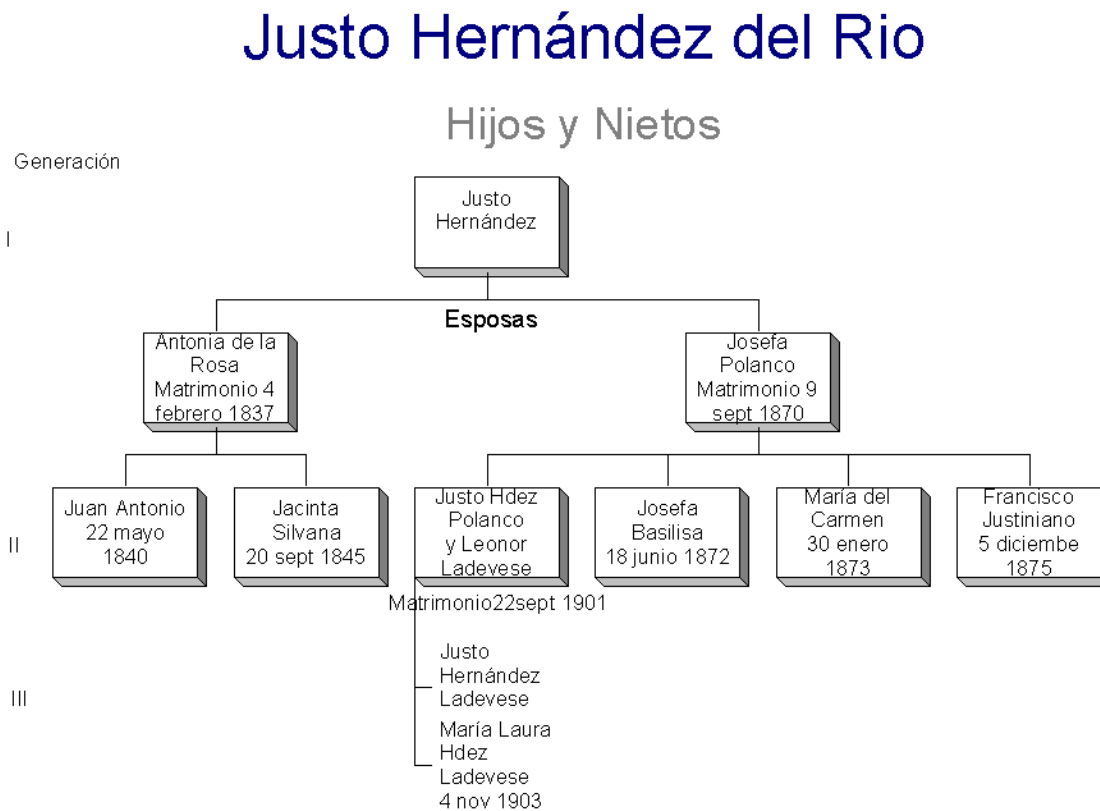 Justo Hernández del Rio
Hijos y Nietos
Generación
I
Justo
Hernández
Esposas
Antonia de la
Rosa
Matrimonio 4
febrero 1837
Josefa
Polanco
Matrimonio 9
sept 1870
II
Juan Antonio
22 mayo
1840
Jacinta
Silvana
20 sept 1845
Justo Hdez
Polanco
y Leonor
Ladevese
Matrimonio22sept 1901
Josefa
Basilisa
18 junio 1872
María del
Carmen
30 enero
1873
Francisco
Justiniano
5 diciembe
1875
III
Justo
Hernández
Ladevese
María Laura
Hdez
Ladevese
4 nov 1903